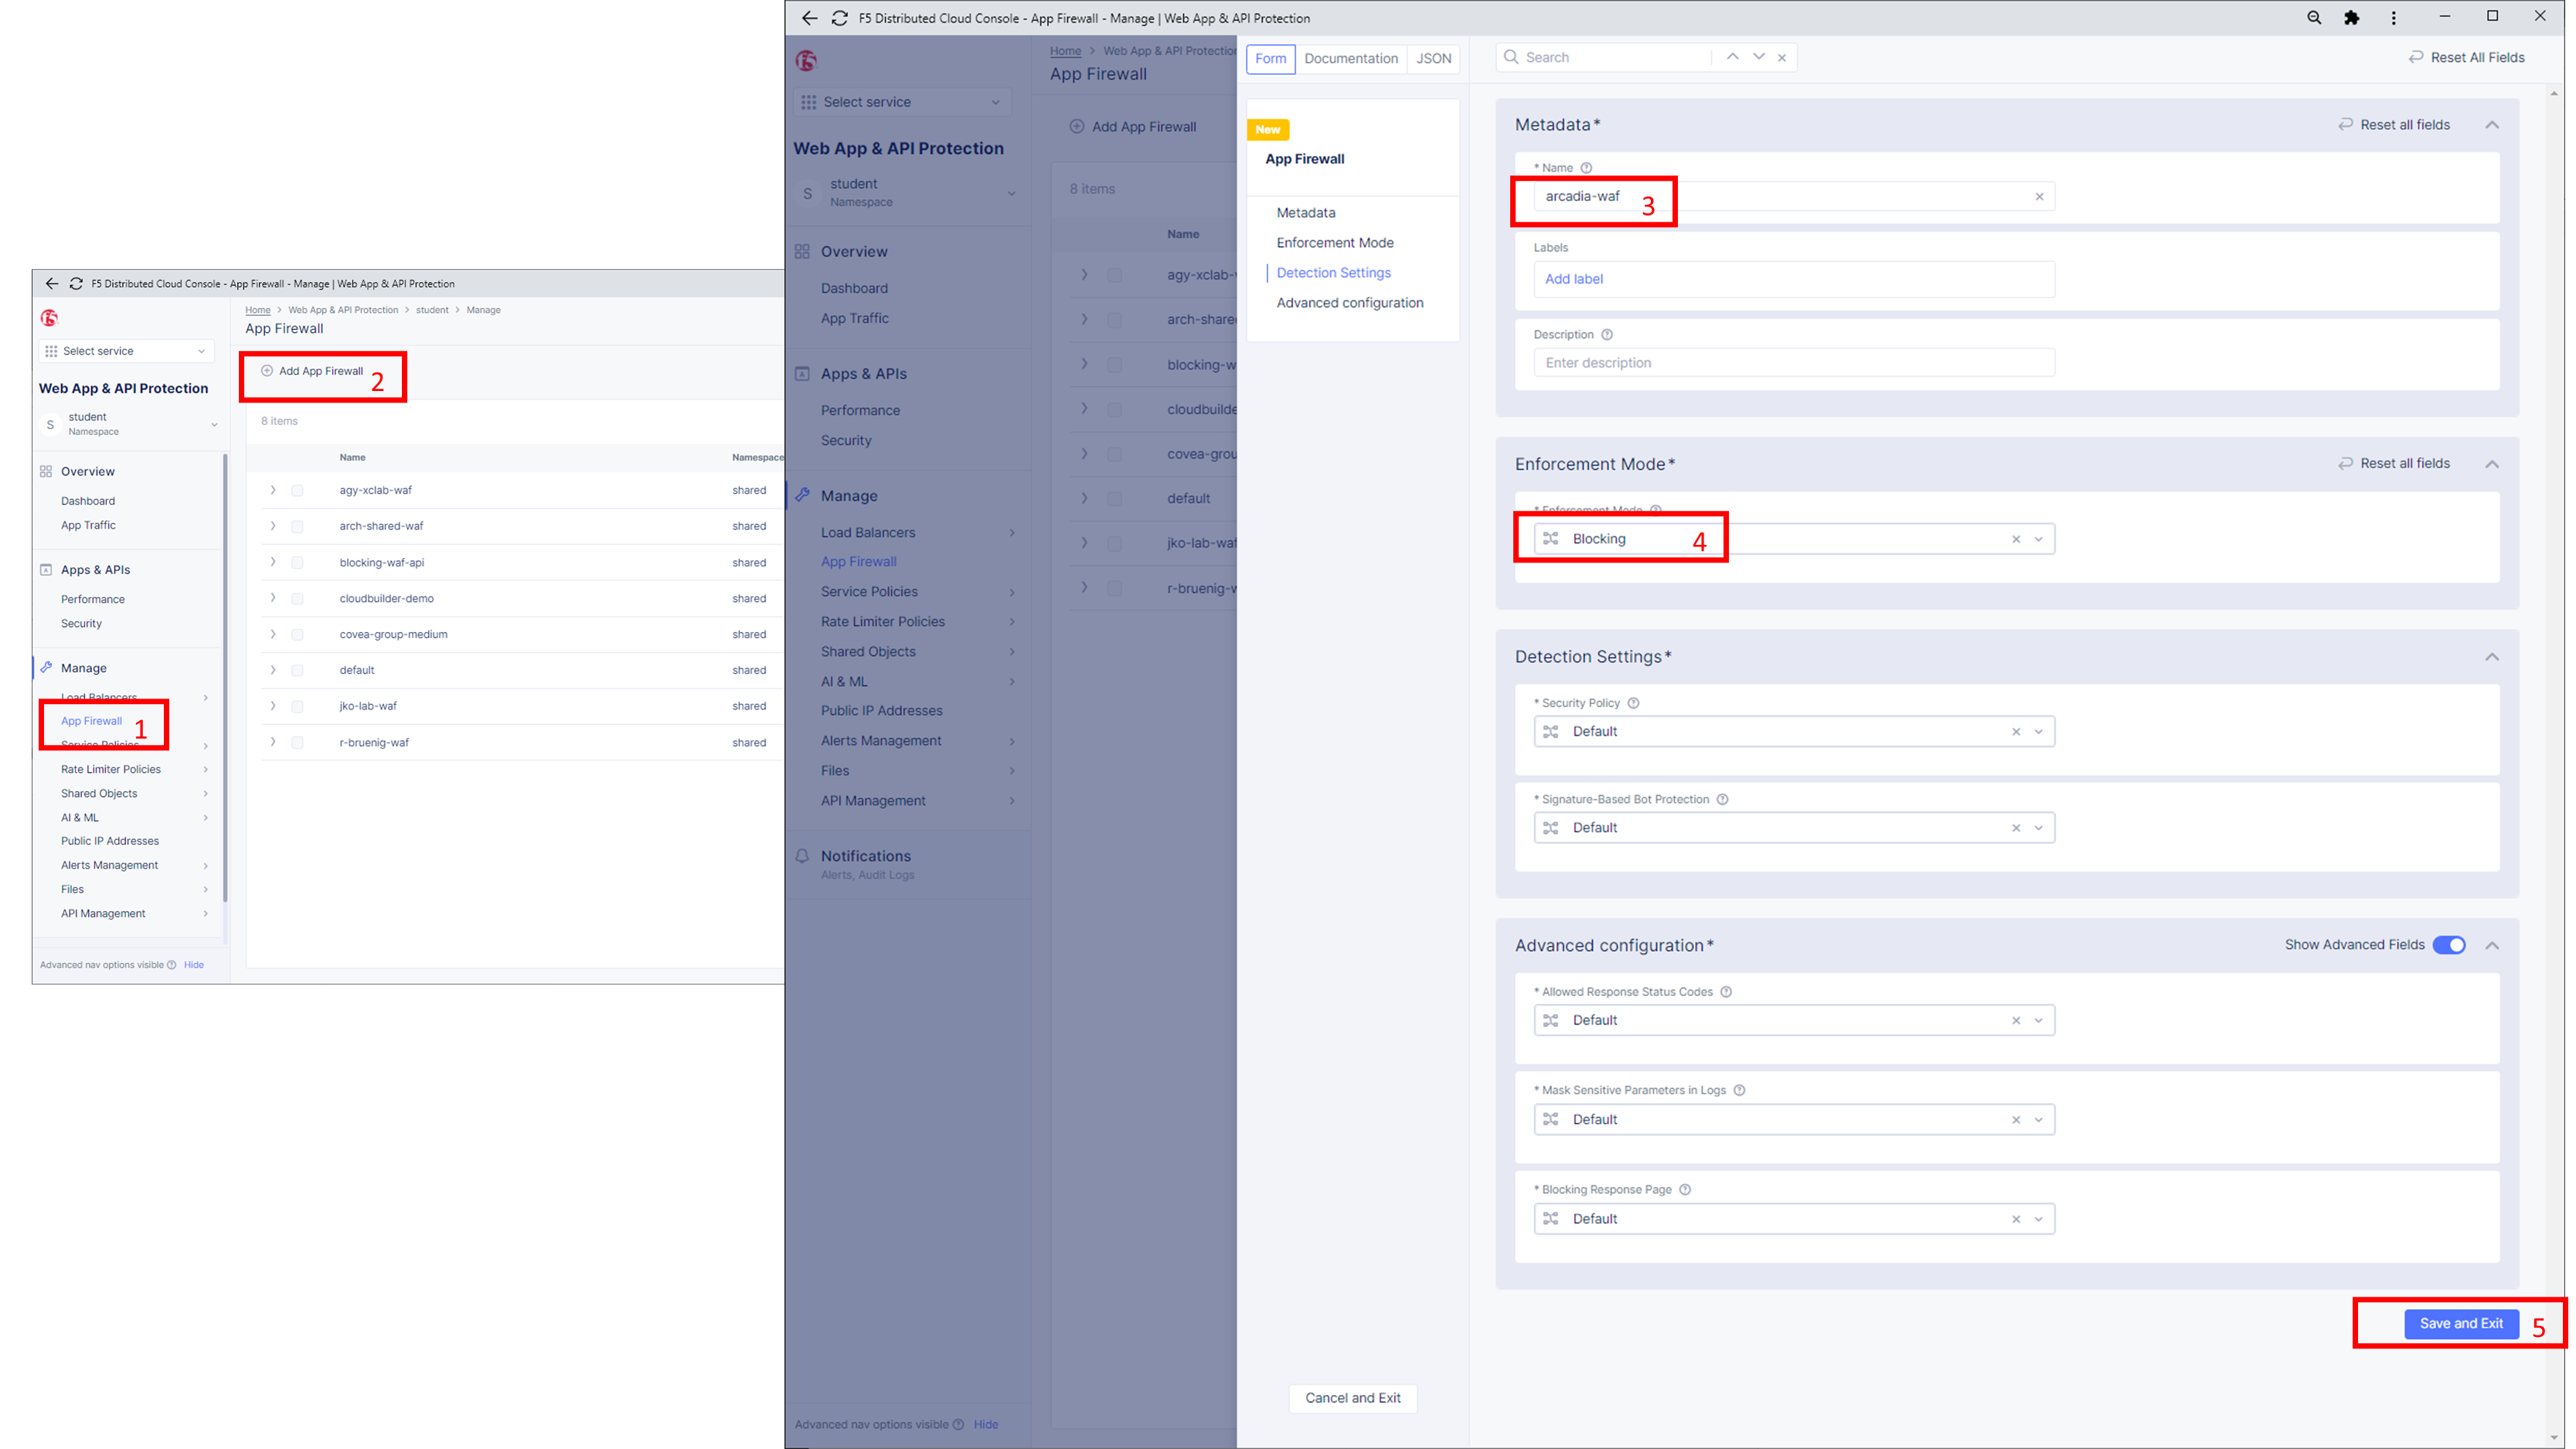 F5 Distributed Cloud Console - App Firewall - Manage | Web App & API Protection
Home > Web App & API Protection > student > Manage
App Firewall
Select service
Web App & API Protection
S
student
Namespace
Overview
Dashboard
App Traffic
Apps & APIs
Performance
Security
Manage
Load Balancers
App Firewall 1
Service Policies
Rate Limiter Policies
Shared Objects
AI & ML
Public IP Addresses
Alerts Management
Files
API Management
Advanced nav options visible Hide
Add App Firewall 2
8 items
Name Namespace
agy-xclab-waf shared
arch-shared-waf shared
blocking-waf-api shared
cloudbuilder-demo shared
covea-group-medium shared
default shared
jko-lab-waf shared
r-bruenig-waf shared
F5 Distributed Cloud Console - App Firewall - Manage | Web App & API Protection
Home > Web App & API Protection
App Firewall
Select service
Web App & API Protection
S
student
Namespace
Overview
Dashboard
App Traffic
Apps & APIs
Performance
Security
Manage
Load Balancers
App Firewall
Service Policies
Rate Limiter Policies
Shared Objects
AI & ML
Public IP Addresses
Alerts Management
Files
API Management
Notifications
Alerts, Audit Logs
Advanced nav options visible Hide
Add App Firewall
8 items
Name
agy-xclab-
arch-share
blocking-w
cloudbuilde
covea-grou
default
jko-lab-waf
r-bruenig-w
Form Documentation JSON
New
App Firewall
Metadata
Enforcement Mode
Detection Settings
Advanced configuration
Cancel and Exit
Search
Reset All Fields
Metadata*
Reset all fields
* Name
arcadia-waf 3
Labels
Add label
Description
Enter description
Enforcement Mode*
Reset all fields
* Enforcement Mode
Blocking 4
Detection Settings*
* Security Policy
Default
* Signature-Based Bot Protection
Default
Advanced configuration*
Show Advanced Fields
* Allowed Response Status Codes
Default
* Mask Sensitive Parameters in Logs
Default
* Blocking Response Page
Default
Save and Exit 5